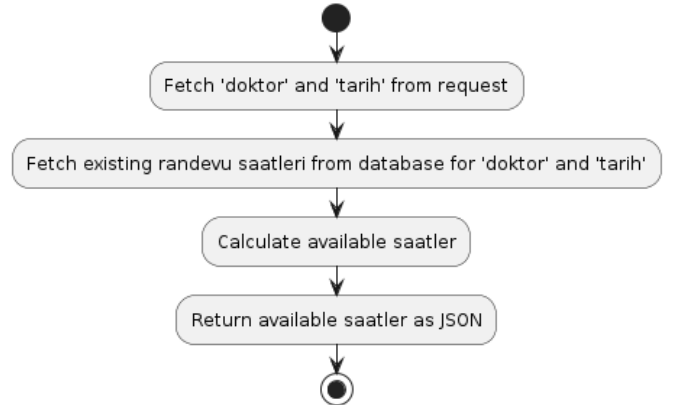 Fetch 'doktor' and 'tarih' from request
Fetch existing randevu saatleri from database for 'doktor' and 'tarih'
Calculate available saatler
Return available saatler as JSON